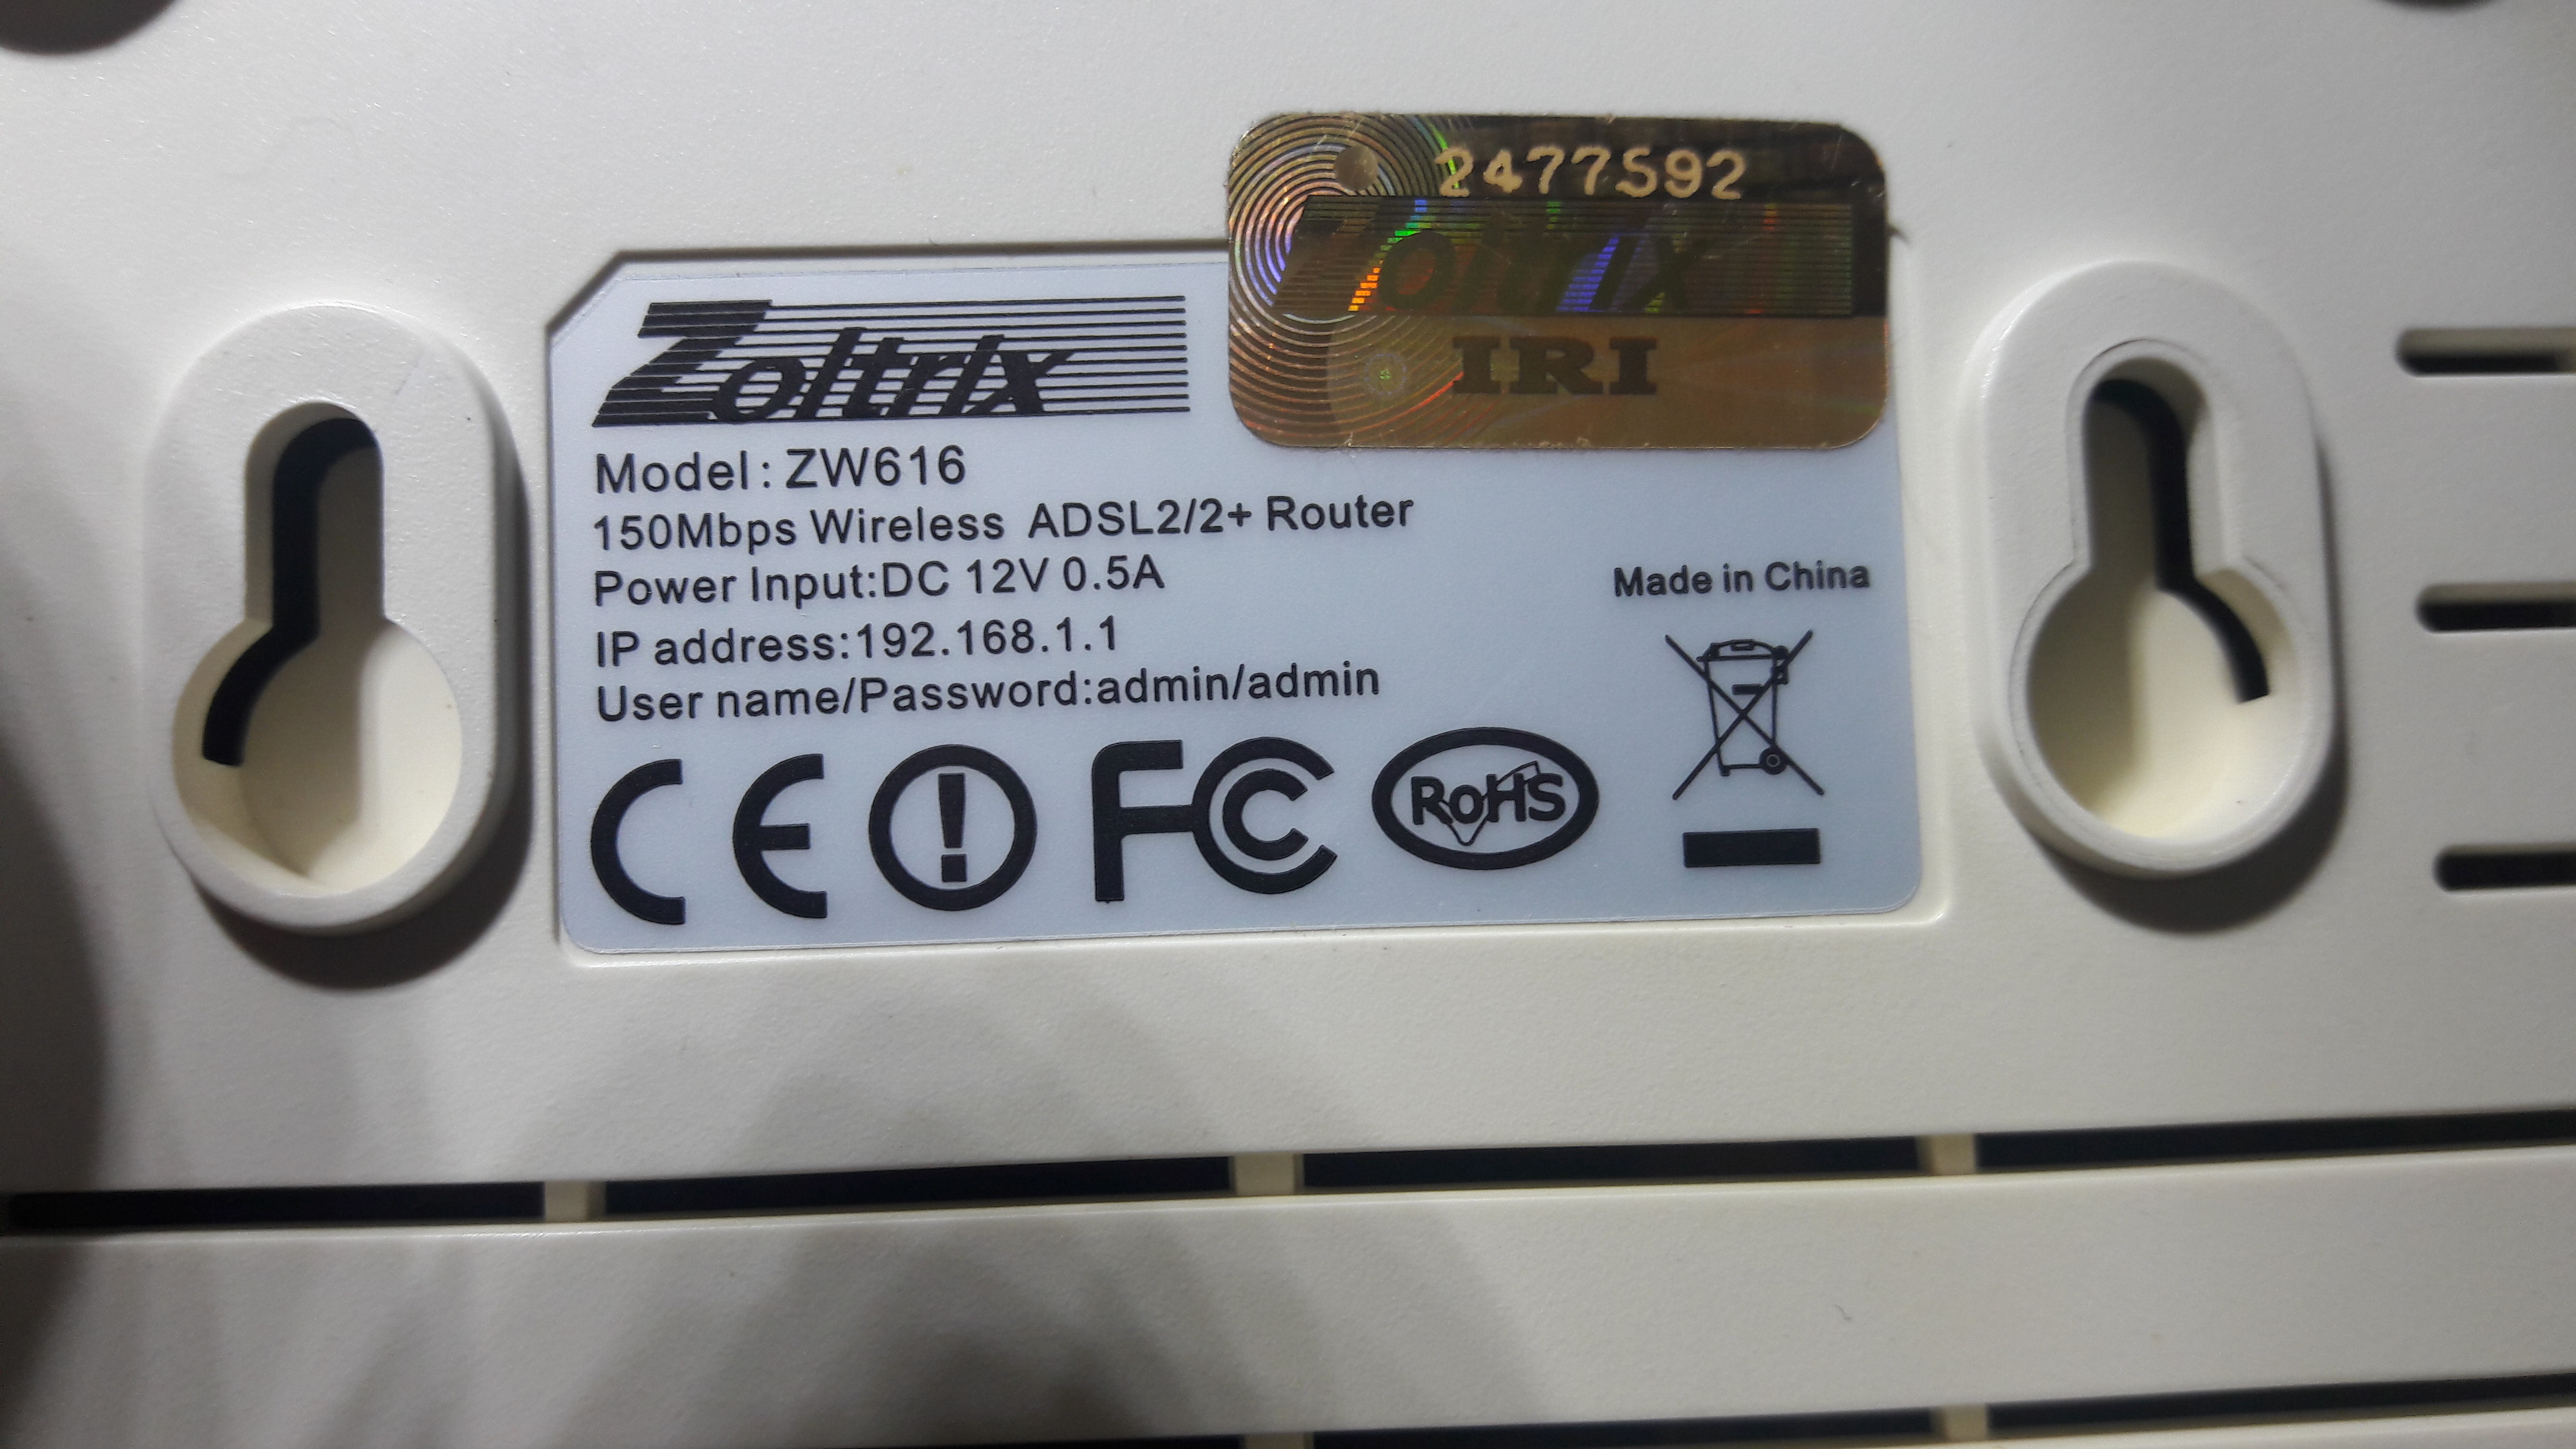 2477592
Zoltrix
IRI
Zoltrix
Model: ZW616
150Mbps Wireless ADSL2/2+ Router
Power Input:DC 12V 0.5A
Made in China
IP address:192.168.1.1
User name/Password:admin/admin
CE ! FC RoHS